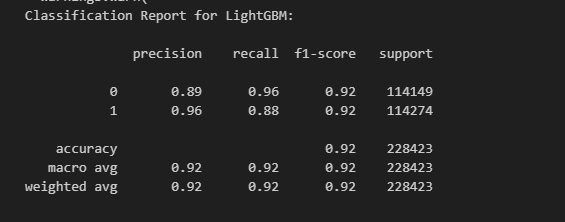 warnings.warn(
Classification Report for LightGBM:
precision recall f1-score support
0 0.89 0.96 0.92 114149
1 0.96 0.88 0.92 114274
accuracy 0.92 228423
macro avg 0.92 0.92 0.92 228423
weighted avg 0.92 0.92 0.92 228423